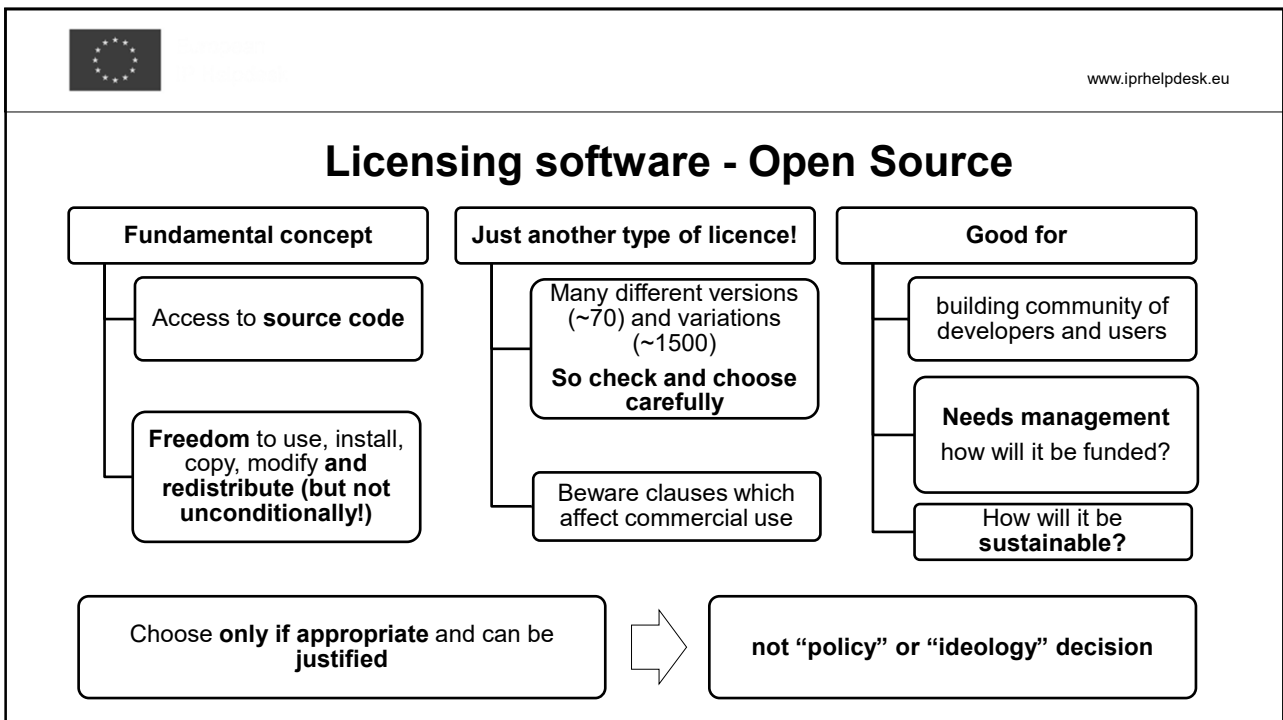 www.iprhelpdesk.eu
Licensing software - Open Source
Fundamental concept
Access to source code
Freedom to use, install,
copy, modify and
redistribute (but not
unconditionally!)
Just another type of licence!
Many different versions
(~70) and variations
(~1500)
So check and choose
carefully
Beware clauses which
affect commercial use
Good for
building community of
developers and users
Needs management
how will it be funded?
How will it be
sustainable?
Choose only if appropriate and can be
justified
not “policy” or “ideology” decision